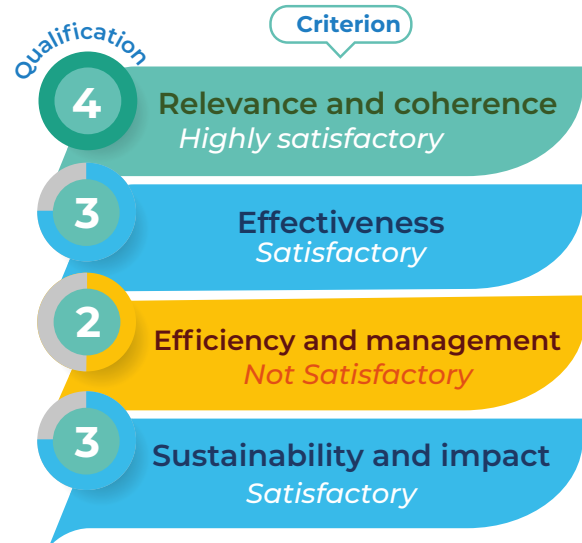 Qualification
Criterion
4
Relevance and coherence
Highly satisfactory
3
Effectiveness
Satisfactory
2
Efficiency and management
Not Satisfactory
3
Sustainability and impact
Satisfactory